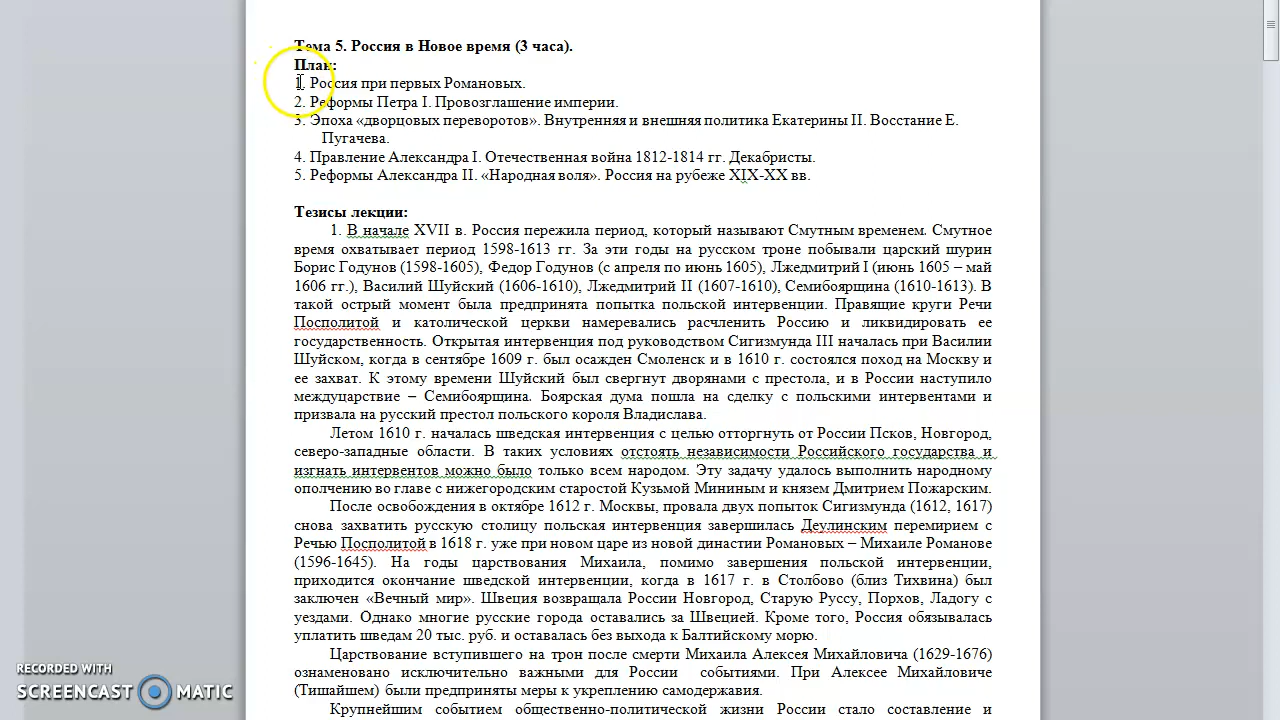 Тема 5. Россия в Новое время (3 часа).
План:
1. Россия при первых Романовых.
2. Реформы Петра I. Провозглашение империи.
3. Эпоха «дворцовых переворотов». Внутренняя и внешняя политика Екатерины II. Восстание Е.
Пугачева.
4. Правление Александра I. Отечественная война 1812-1814 гг. Декабристы.
5. Реформы Александра II. «Народная воля». Россия на рубеже XIX-XX вв.
Тезисы лекции:
1. В начале XVII в. Россия пережила период, который называют Смутным временем. Смутное
время охватывает период 1598-1613 гг. За эти годы на русском троне побывали царский шурин
Борис Годунов (1598-1605), Федор Годунов (с апреля по июнь 1605), Лжедмитрий I (июнь 1605 – май
1606 гг.), Василий Шуйский (1606-1610), Лжедмитрий II (1607-1610), Семибоярщина (1610-1613). В
такой острый момент была предпринята попытка польской интервенции. Правящие круги Речи
Посполитой и католической церкви намеревались расчленить Россию и ликвидировать ее
государственность. Открытая интервенция под руководством Сигизмунда III началась при Василии
Шуйском, когда в сентябре 1609 г. был осажден Смоленск и в 1610 г. состоялся поход на Москву и
ее захват. К этому времени Шуйский был свергнут дворянами с престола, и в России наступило
междуцарствие – Семибоярщина. Боярская дума пошла на сделку с польскими интервентами и
призвала на русский престол польского короля Владислава.
Летом 1610 г. началась шведская интервенция с целью отторгнуть от России Псков, Новгород,
северо-западные области. В таких условиях отстоять независимости Российского государства и
изгнать интервентов можно было только всем народом. Эту задачу удалось выполнить народному
ополчению во главе с нижегородским старостой Кузьмой Мининым и князем Дмитрием Пожарским.
После освобождения в октябре 1612 г. Москвы, провала двух попыток Сигизмунда (1612, 1617)
снова захватить русскую столицу польская интервенция завершилась Деулинским перемирием с
Речью Посполитой в 1618 г. уже при новом царе из новой династии Романовых – Михаиле Романове
(1596-1645). На годы царствования Михаила, помимо завершения польской интервенции,
приходится окончание шведской интервенции, когда в 1617 г. в Столбово (близ Тихвина) был
заключен «Вечный мир». Швеция возвращала России Новгород, Старую Руссу, Порхов, Ладогу с
уездами. Однако многие русские города оставались за Швецией. Кроме того, Россия обязывалась
уплатить шведам 20 тыс. руб. и оставалась без выхода к Балтийскому морю.
Царствование вступившего на трон после смерти Михаила Алексея Михайловича (1629-1676)
ознаменовано исключительно важными для России событиями. При Алексее Михайловиче
(Тишайшем) были предприняты меры к укреплению самодержавия.
Крупнейшим событием общественно-политической жизни России стало составление и
RECORDED WITH
SCREENCAST MATIC